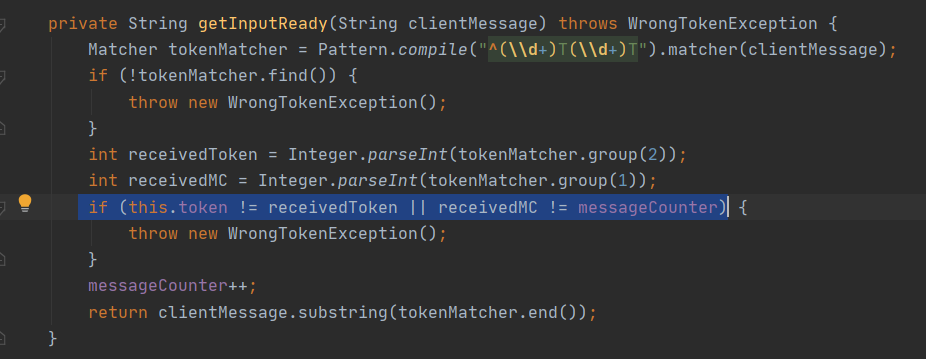 private String getInputReady(String clientMessage) throws WrongTokenException {
Matcher tokenMatcher = Pattern.compile("^(\\d+)T(\\d+)T").matcher(clientMessage);
if (!tokenMatcher.find()) {
throw new WrongTokenException();
}
int receivedToken = Integer.parseInt(tokenMatcher.group(2));
int receivedMC = Integer.parseInt(tokenMatcher.group(1));
if (this.token != receivedToken || receivedMC != messageCounter) {
throw new WrongTokenException();
}
messageCounter++;
return clientMessage.substring(tokenMatcher.end());
}